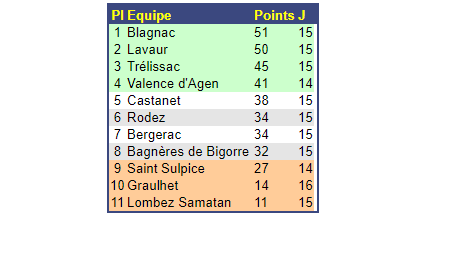 Pl Equipe Points J
1 Blagnac 51 15
2 Lavaur 50 15
3 Trélissac 45 15
4 Valence d'Agen 41 14
5 Castanet 38 15
6 Rodez 34 15
7 Bergerac 34 15
8 Bagnères de Bigorre 32 15
9 Saint Sulpice 27 14
10 Graulhet 14 16
11 Lombez Samatan 11 15